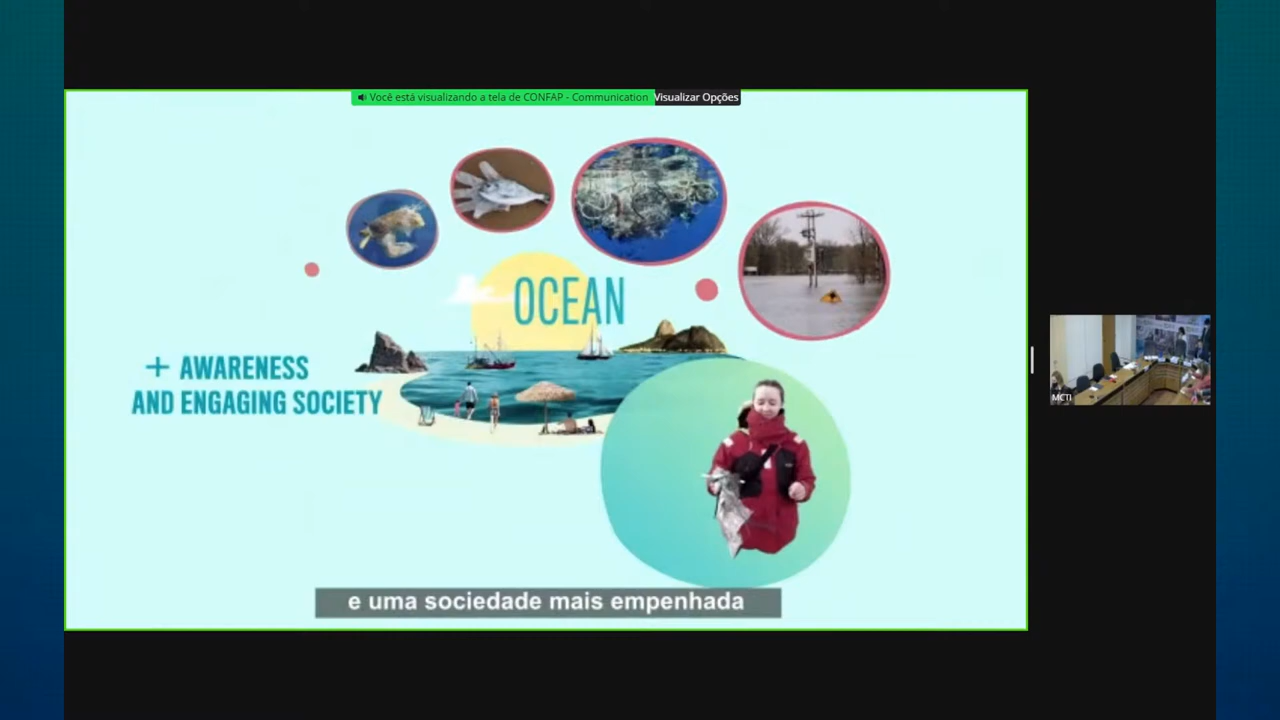 Você está visualizando a tela de CONFAP - Communication Visualizar Opções
OCEAN
+ AWARENESS
AND ENGAGING SOCIETY
MCTI
e uma sociedade mais empenhada